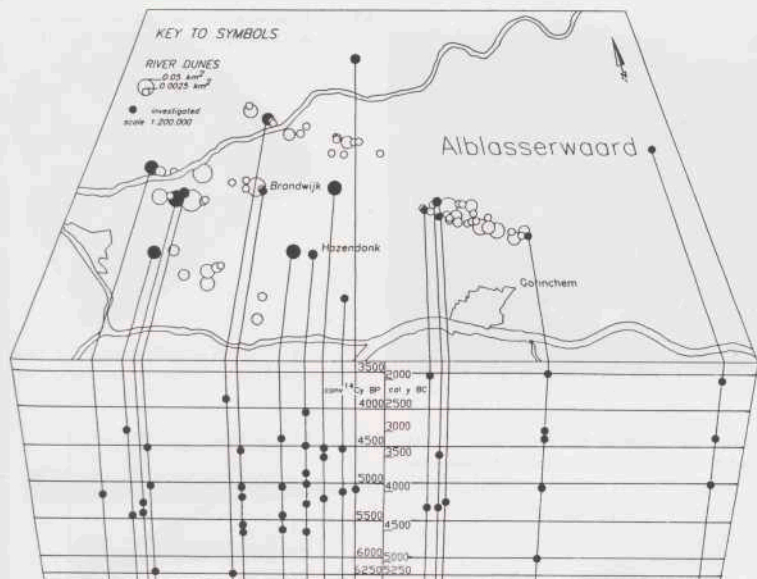 KEY TO SYMBOLS
RIVER DUNES
0.05 km²
0.0025 km²
investigated
scale 1:200.000
Alblasserwaard
Brandwijk
Hazendonk
Gorinchem
3500 2000
conv ¹⁴Cy BP cal y BC
4000 2500
3000
4500 3500
5000 4000
5500 4500
6000 5000
6250 5250